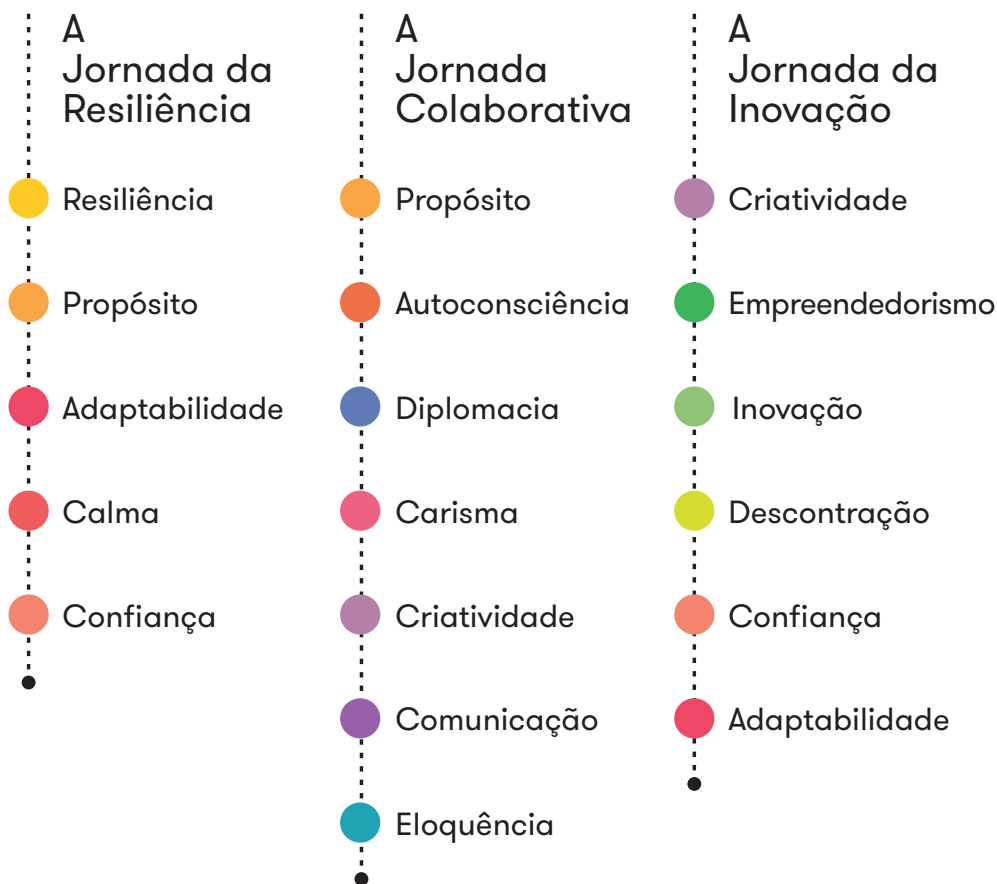 A
Jornada da
Resiliência
Resiliência
Propósito
Adaptabilidade
Calma
Confiança
A
Jornada
Colaborativa
Propósito
Autoconsciência
Diplomacia
Carisma
Criatividade
Comunicação
Eloquência
A
Jornada da
Inovação
Criatividade
Empreendedorismo
Inovação
Descontração
Confiança
Adaptabilidade